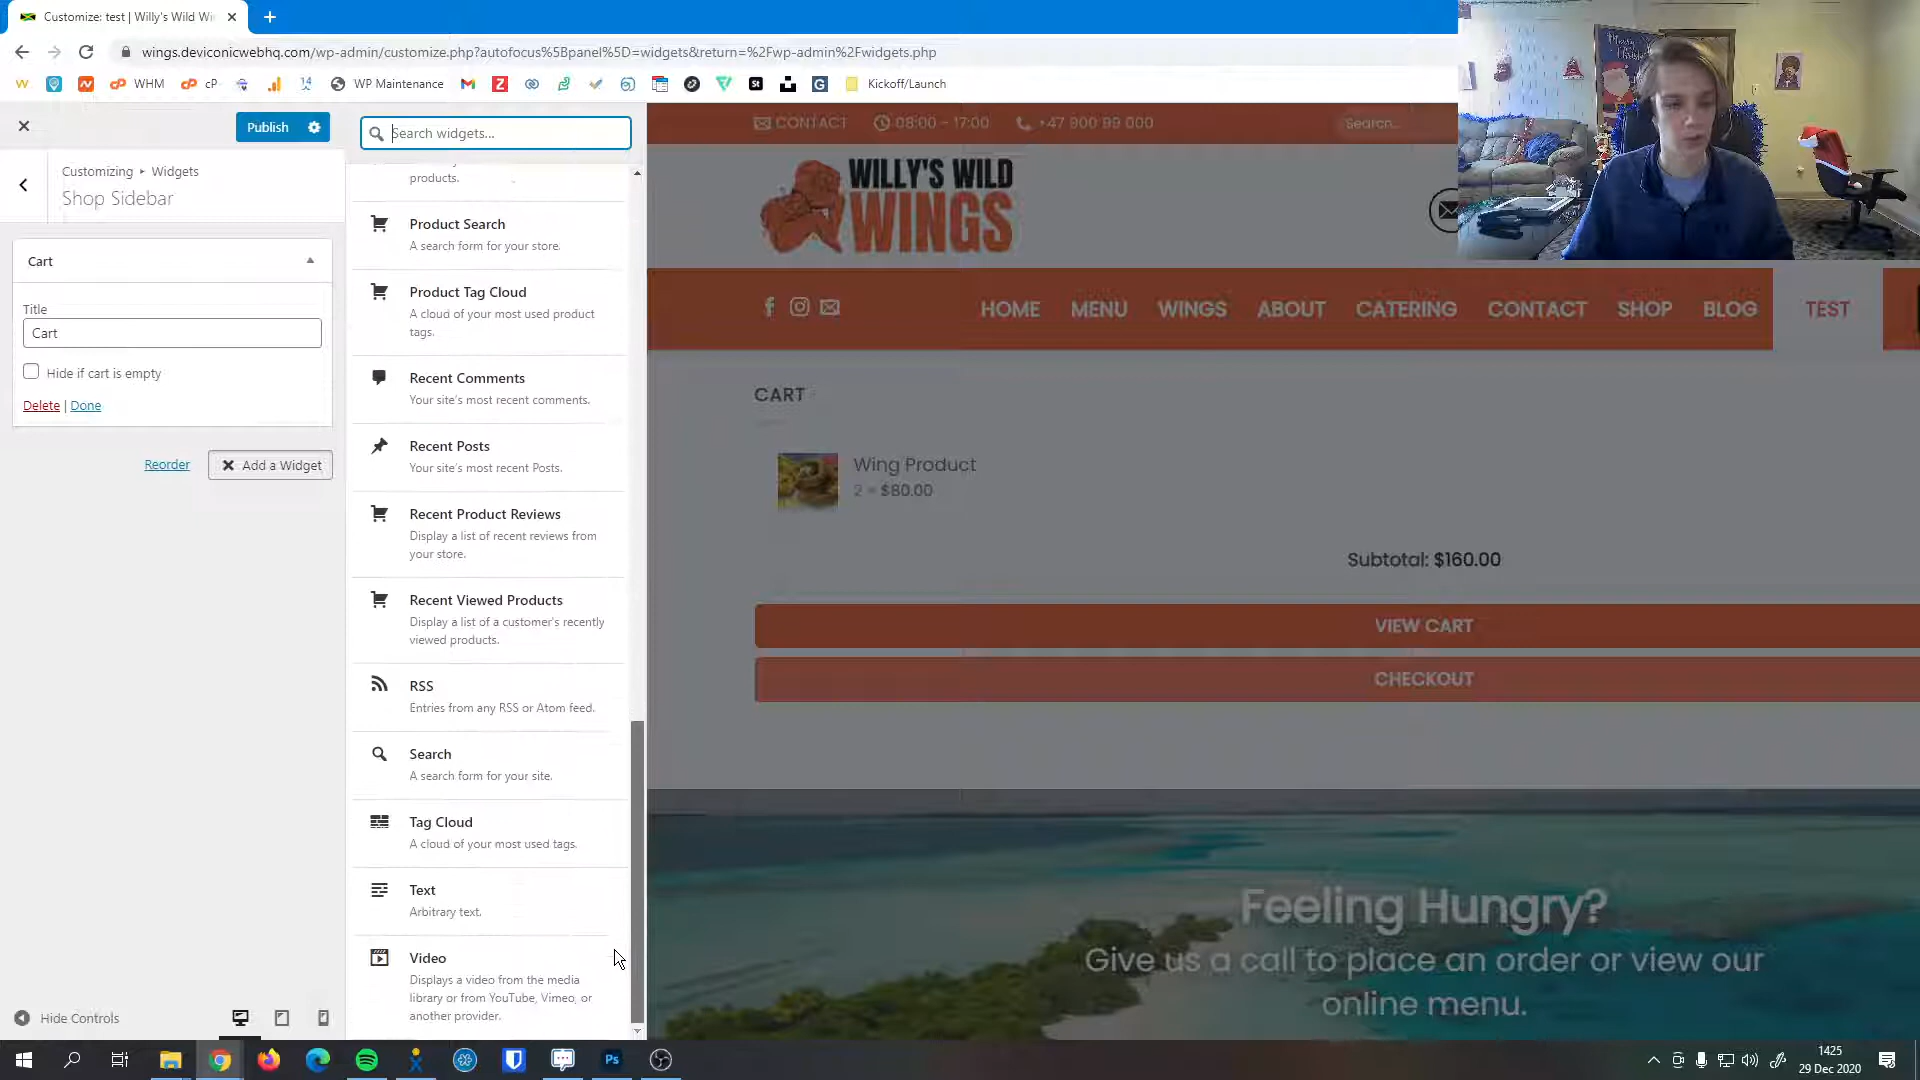 Customize: test | Willy's Wild Wi
wings.deviconicwebhq.com/wp-admin/customize.php?autofocus%5Bpanel%5D=widgets&return=%2Fwp-admin%2Fwidgets.php
WHM
cP
WP Maintenance
Kickoff/Launch
Publish
Customizing ▸ Widgets
Shop Sidebar
Cart
Title
Cart
Hide if cart is empty
Delete | Done
Reorder
Add a Widget
Hide Controls
Search widgets...
products.
Product Search
A search form for your store.
Product Tag Cloud
A cloud of your most used product
tags.
Recent Comments
Your site's most recent comments.
Recent Posts
Your site's most recent Posts.
Recent Product Reviews
Display a list of recent reviews from
your store.
Recent Viewed Products
Display a list of a customer's recently
viewed products.
RSS
Entries from any RSS or Atom feed.
Search
A search form for your site.
Tag Cloud
A cloud of your most used tags.
Text
Arbitrary text.
Video
Displays a video from the media
library or from YouTube, Vimeo, or
another provider.
CONTACT
08:00 - 17:00
+47 900 99 000
Search...
WILLY'S WILD
WINGS
HOME MENU WINGS ABOUT CATERING CONTACT SHOP BLOG TEST
CART
Wing Product
2 × $80.00
Subtotal: $160.00
VIEW CART
CHECKOUT
Feeling Hungry?
Give us a call to place an order or view our
online menu.
1425
29 Dec 2020